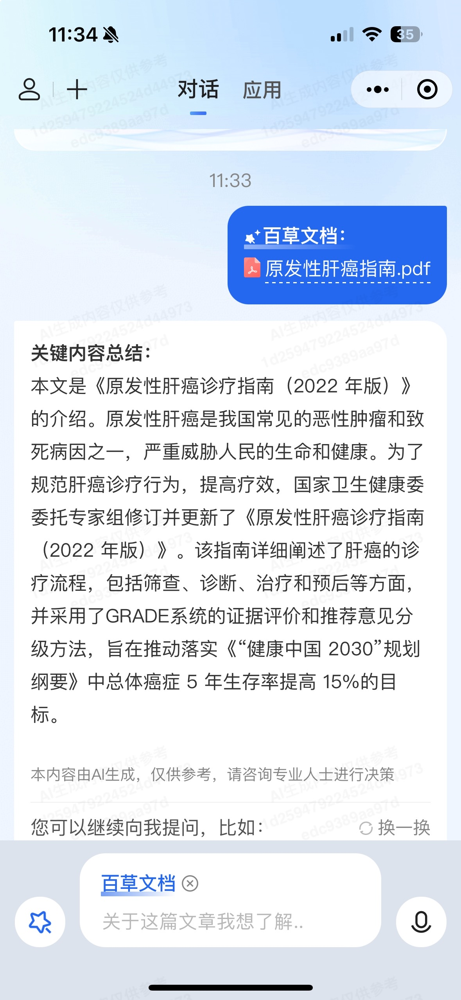 11:34
35
对话 应用
11:33
百草文档：
原发性肝癌指南.pdf
关键内容总结：
本文是《原发性肝癌诊疗指南（2022 年版）》
的介绍。原发性肝癌是我国常见的恶性肿瘤和致
死病因之一，严重威胁人民的生命和健康。为了
规范肝癌诊疗行为，提高疗效，国家卫生健康委
委托专家组修订并更新了《原发性肝癌诊疗指南
（2022 年版）》。该指南详细阐述了肝癌的诊
疗流程，包括筛查、诊断、治疗和预后等方面，
并采用了GRADE系统的证据评价和推荐意见分
级方法，旨在推动落实《“健康中国 2030”规划
纲要》中总体癌症 5 年生存率提高 15%的目
标。
本内容由AI生成，仅供参考，请咨询专业人士进行决策
您可以继续向我提问，比如： 换一换
百草文档
关于这篇文章我想了解..
AI生成内容仅供参考
1d259479224524d44973
edc9389aa97d